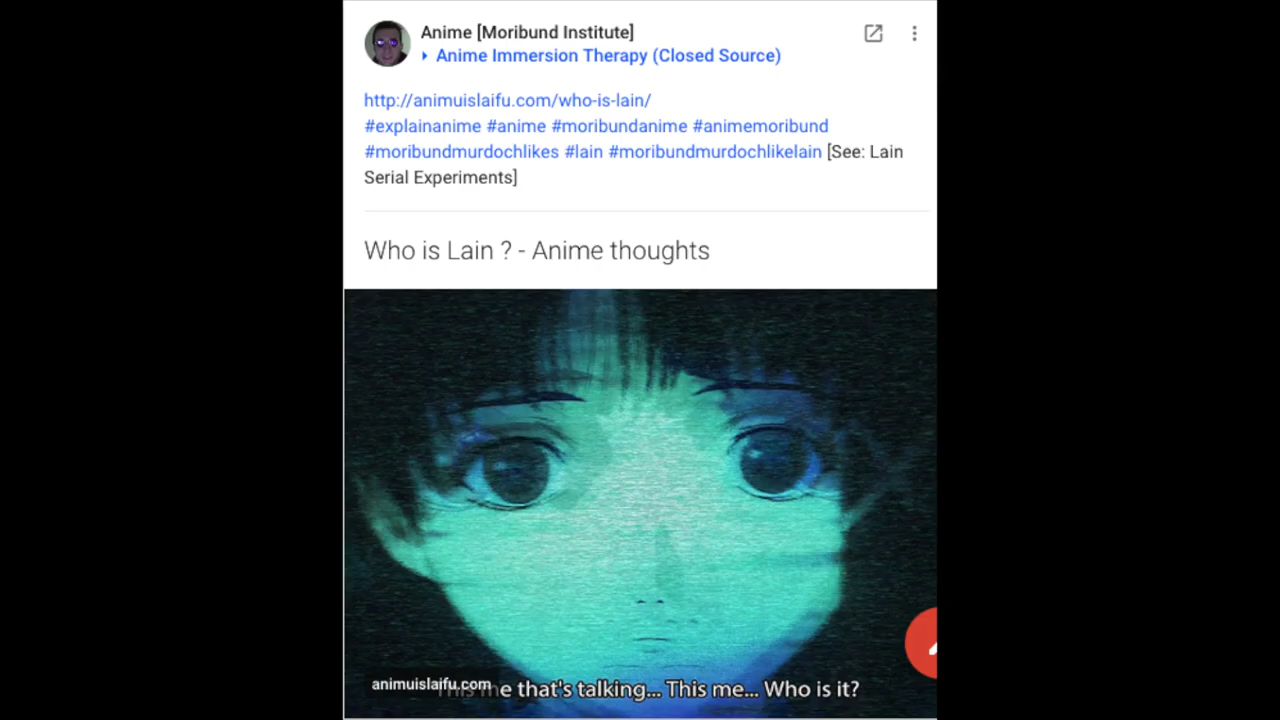 Anime [Moribund Institute]
Anime Immersion Therapy (Closed Source)
http://animuislaifu.com/who-is-lain/
#explainanime #anime #moribundanime #animemoribund
#moribundmurdochlikes #lain #moribundmurdochlikelain [See: Lain
Serial Experiments]
Who is Lain ? - Anime thoughts
animuislaifu.com
This me that's talking... This me... Who is it?